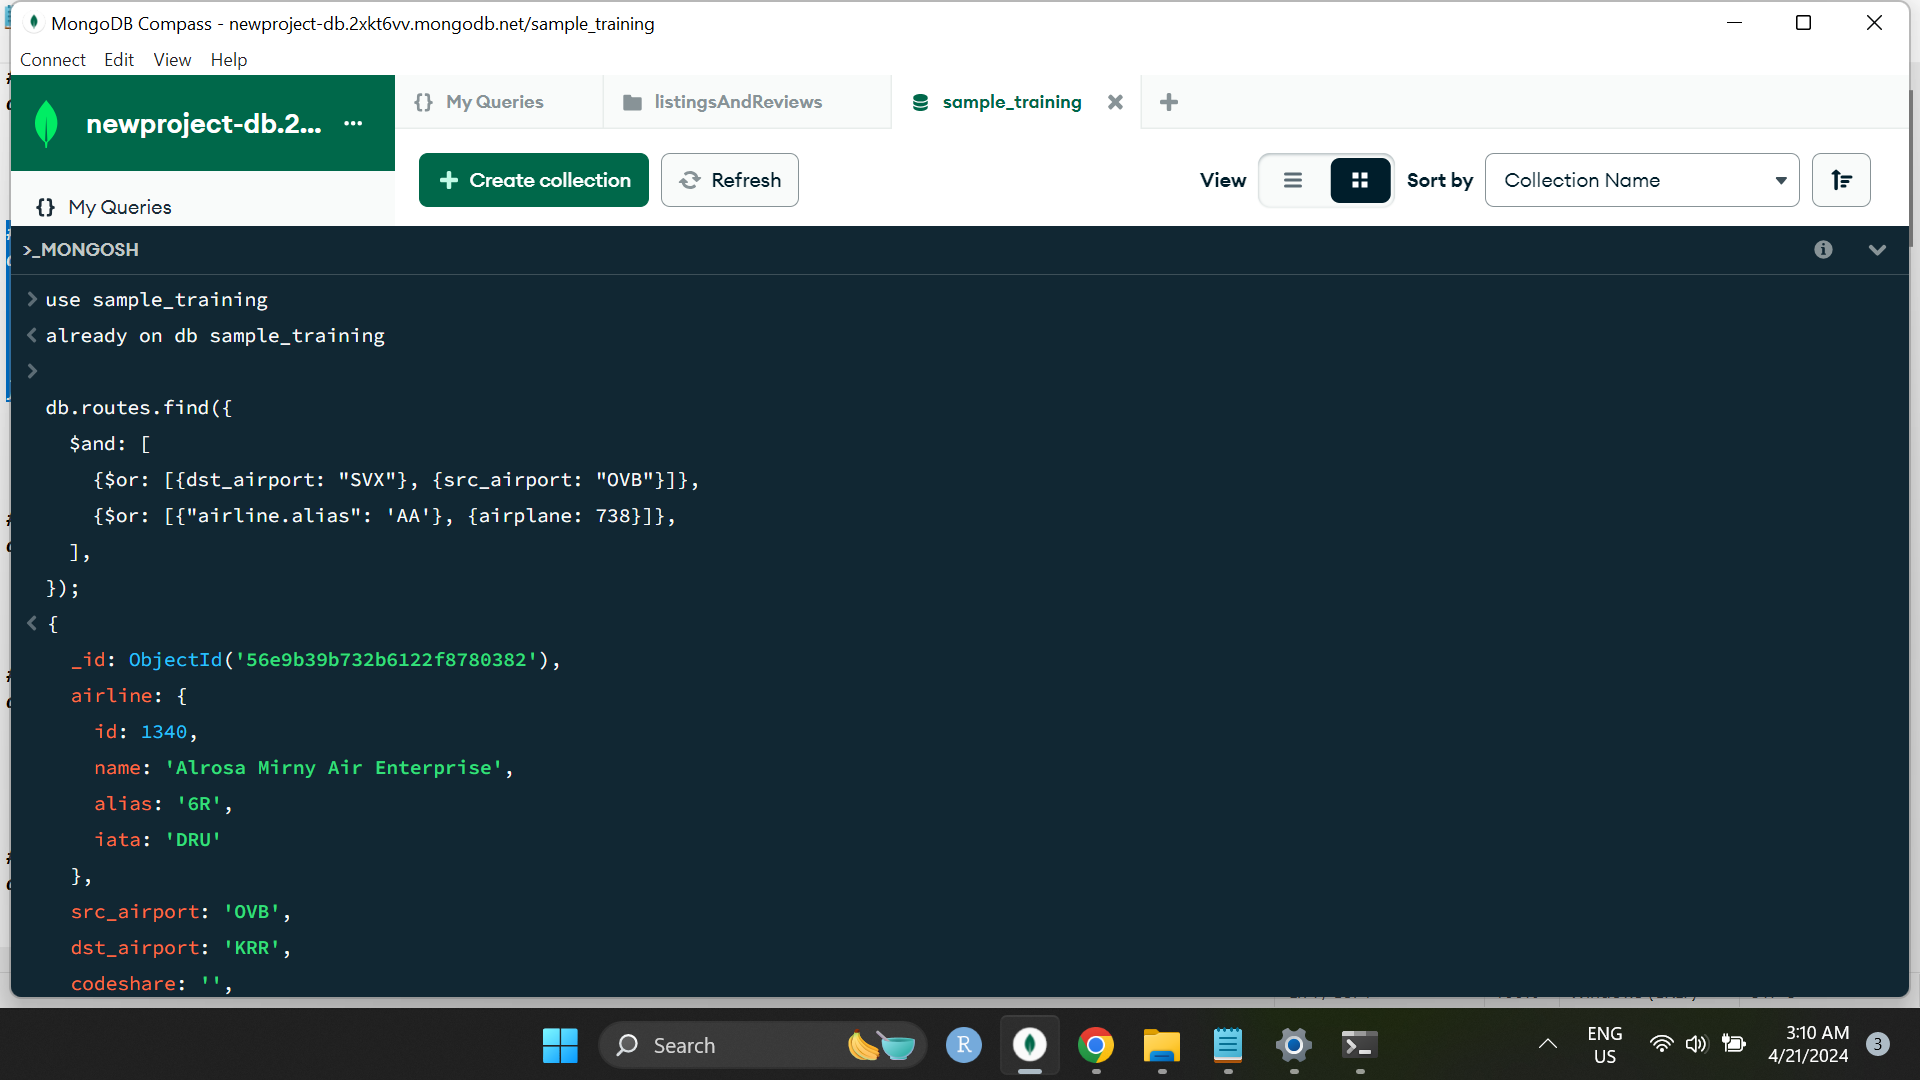 MongoDB Compass - newproject-db.2xkt6vv.mongodb.net/sample_training
Connect Edit View Help
newproject-db.2... ...
My Queries
listingsAndReviews
sample_training
Create collection
Refresh
View
Sort by
Collection Name
{} My Queries
>_MONGOSH
> use sample_training
< already on db sample_training
>
db.routes.find({
$and: [
{$or: [{dst_airport: "SVX"}, {src_airport: "OVB"}]},
{$or: [{"airline.alias": 'AA'}, {airplane: 738}]},
],
});
< {
_id: ObjectId('56e9b39b732b6122f8780382'),
airline: {
id: 1340,
name: 'Alrosa Mirny Air Enterprise',
alias: '6R',
iata: 'DRU'
},
src_airport: 'OVB',
dst_airport: 'KRR',
codeshare: '',
Search
R
ENG
US
3:10 AM
4/21/2024
3